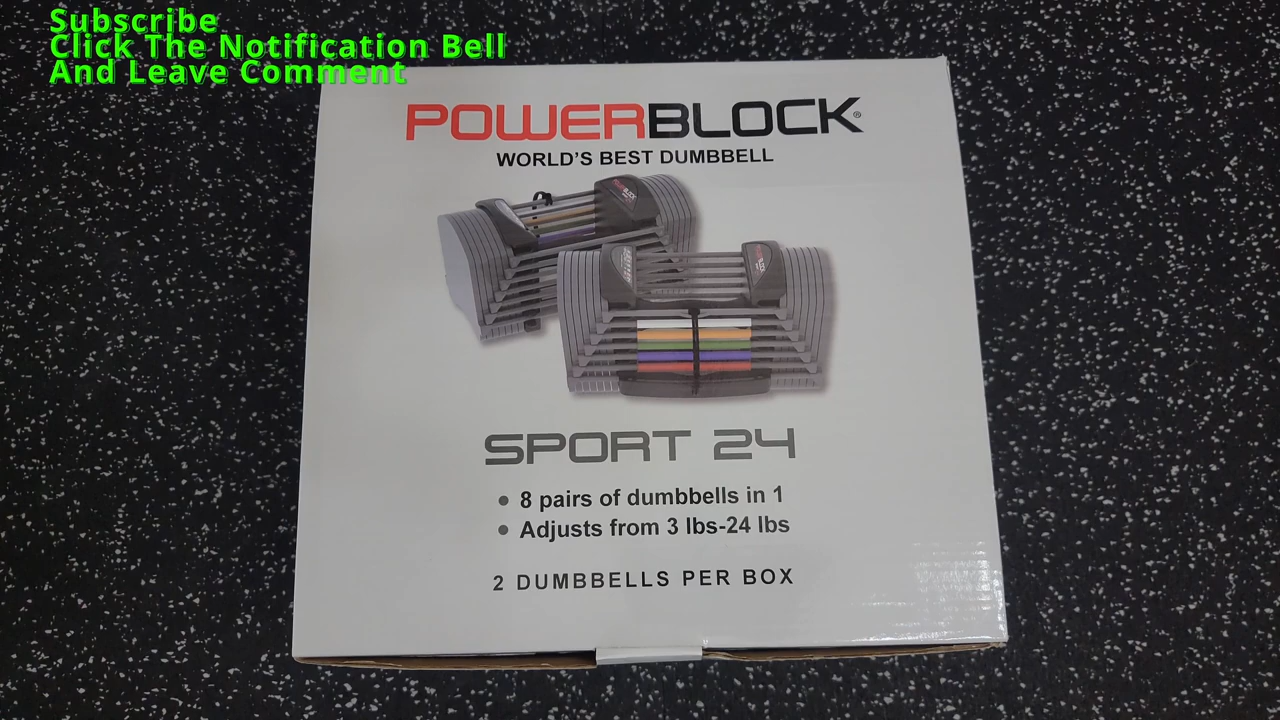 Subscribe
Click The Notification Bell
And Leave Comment
POWERBLOCK®
WORLD'S BEST DUMBBELL
SPORT 24
• 8 pairs of dumbbells in 1
• Adjusts from 3 lbs-24 lbs
2 DUMBBELLS PER BOX